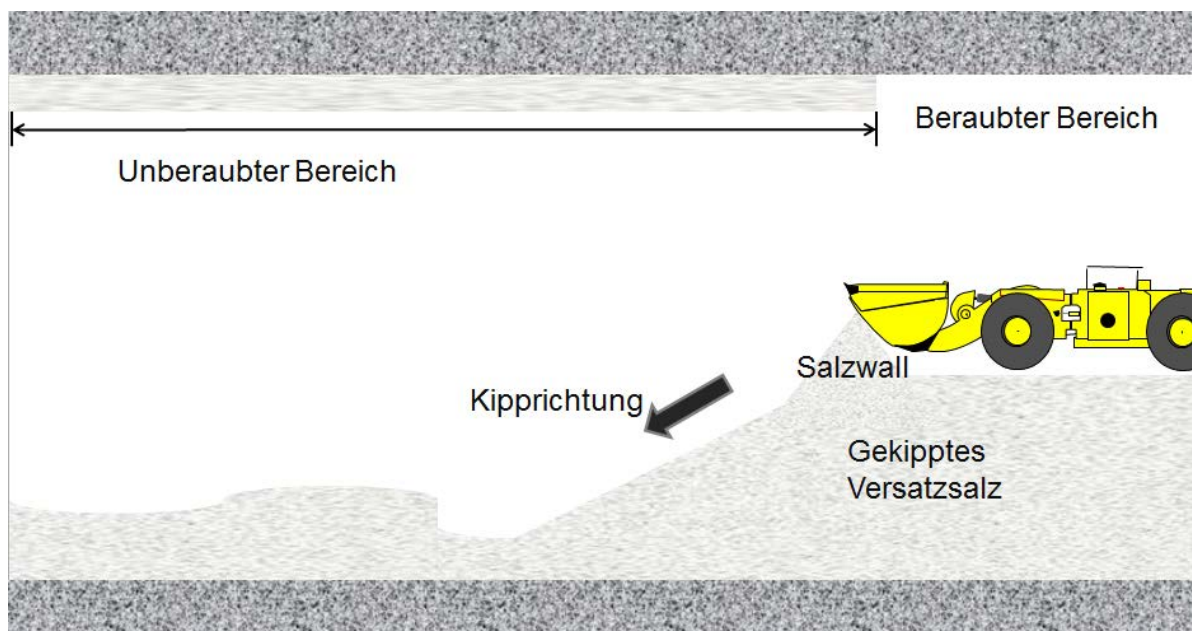 Beraubter Bereich
Unberaubter Bereich
Salzwall
Kipprichtung
Gekipptes
Versatzsalz